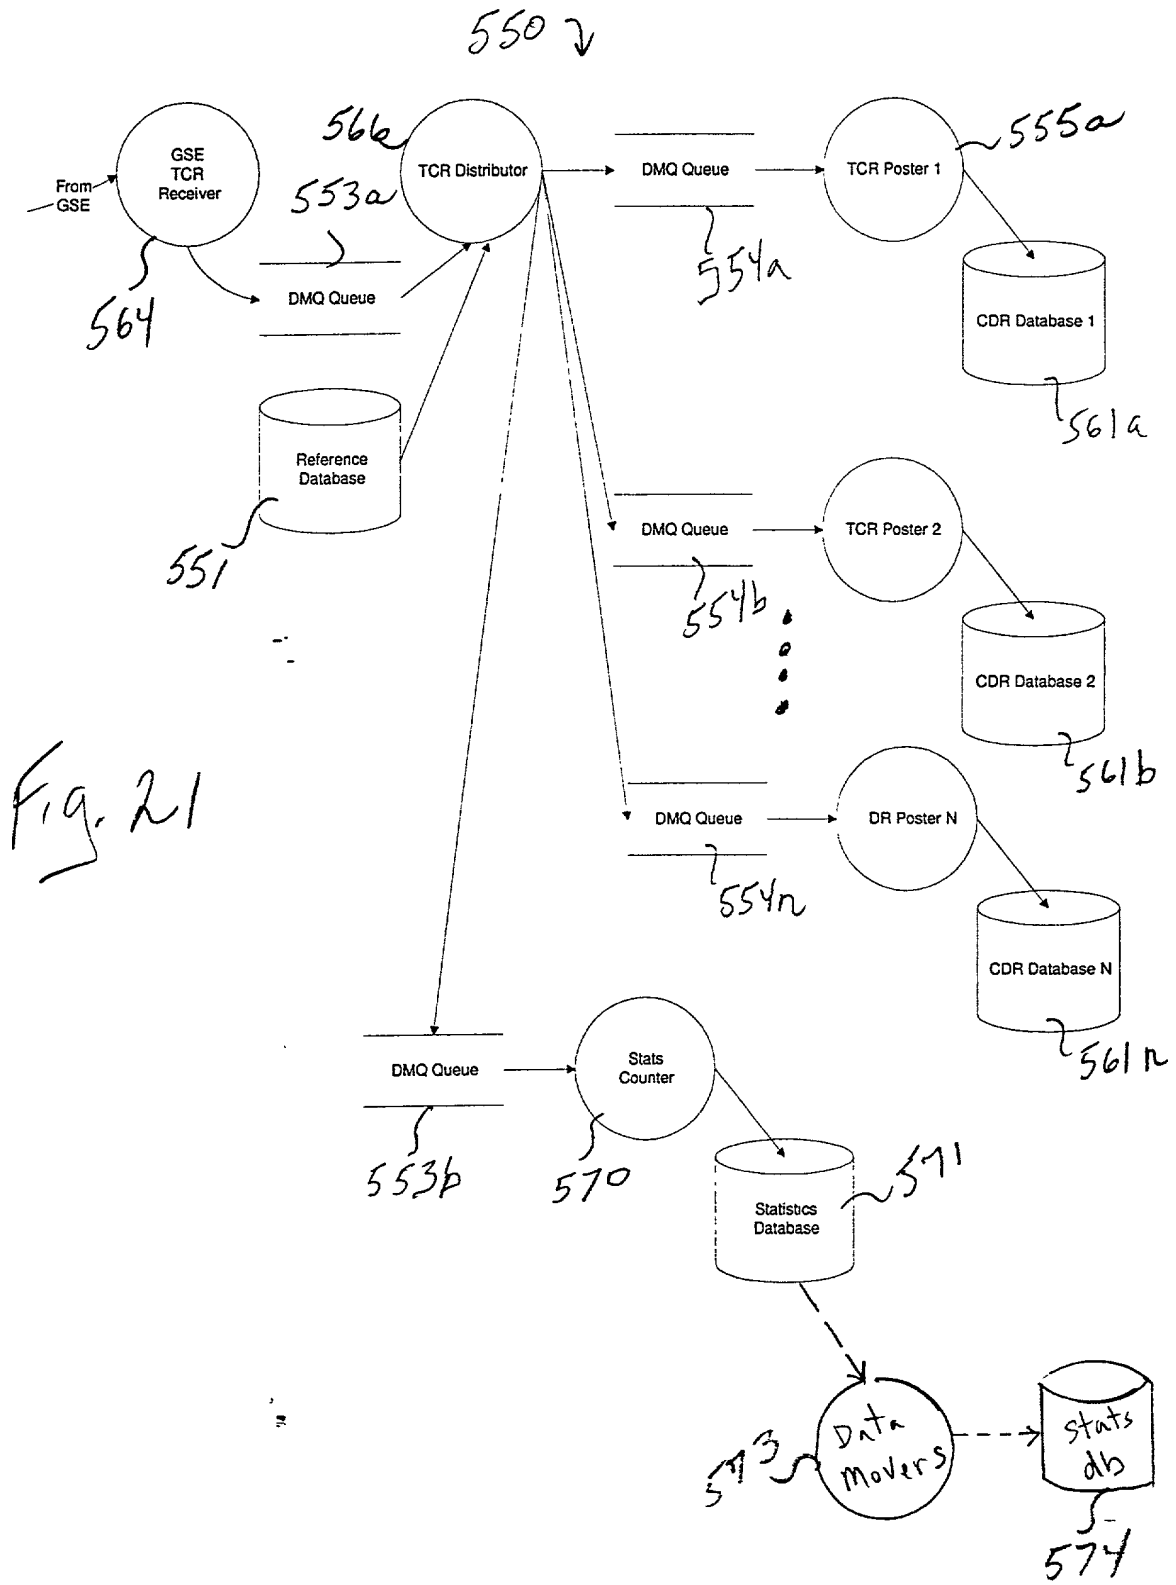 550
GSE
TCR
Receiver
From
GSE
564
553a
DMQ Queue
566
TCR Distributor
DMQ Queue
554a
TCR Poster 1
555a
CDR Database 1
561a
Reference
Database
551
DMQ Queue
554b
TCR Poster 2
CDR Database 2
561b
Fig. 21
DMQ Queue
554n
DR Poster N
CDR Database N
561n
DMQ Queue
553b
Stats
Counter
570
Statistics
Database
571
Data
Movers
573
Stats
db
574